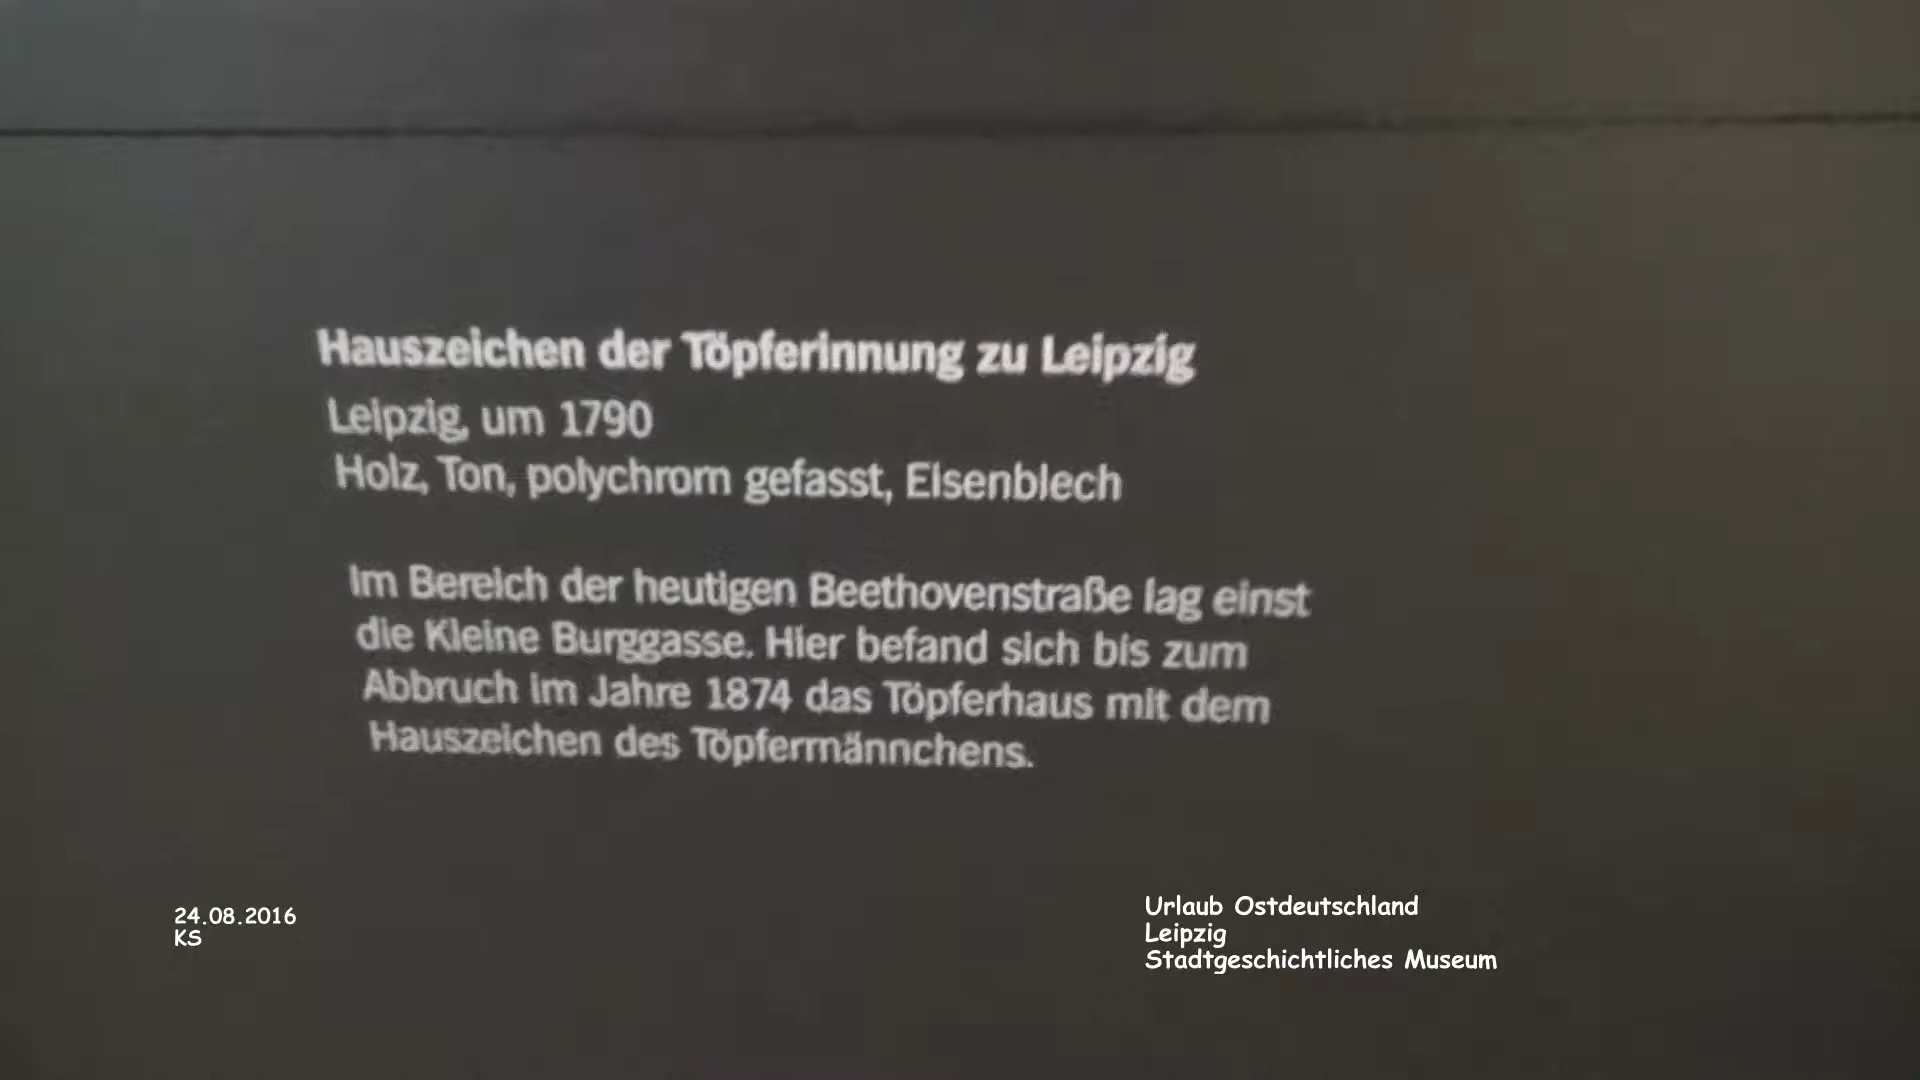 Hauszeichen der Töpferinnung zu Leipzig
Leipzig, um 1790
Holz, Ton, polychrom gefasst, Eisenblech
Im Bereich der heutigen Beethovenstraße lag einst
die Kleine Burggasse. Hier befand sich bis zum
Abbruch im Jahre 1874 das Töpferhaus mit dem
Hauszeichen des Töpfermännchens.
24.08.2016
KS
Urlaub Ostdeutschland
Leipzig
Stadtgeschichtliches Museum